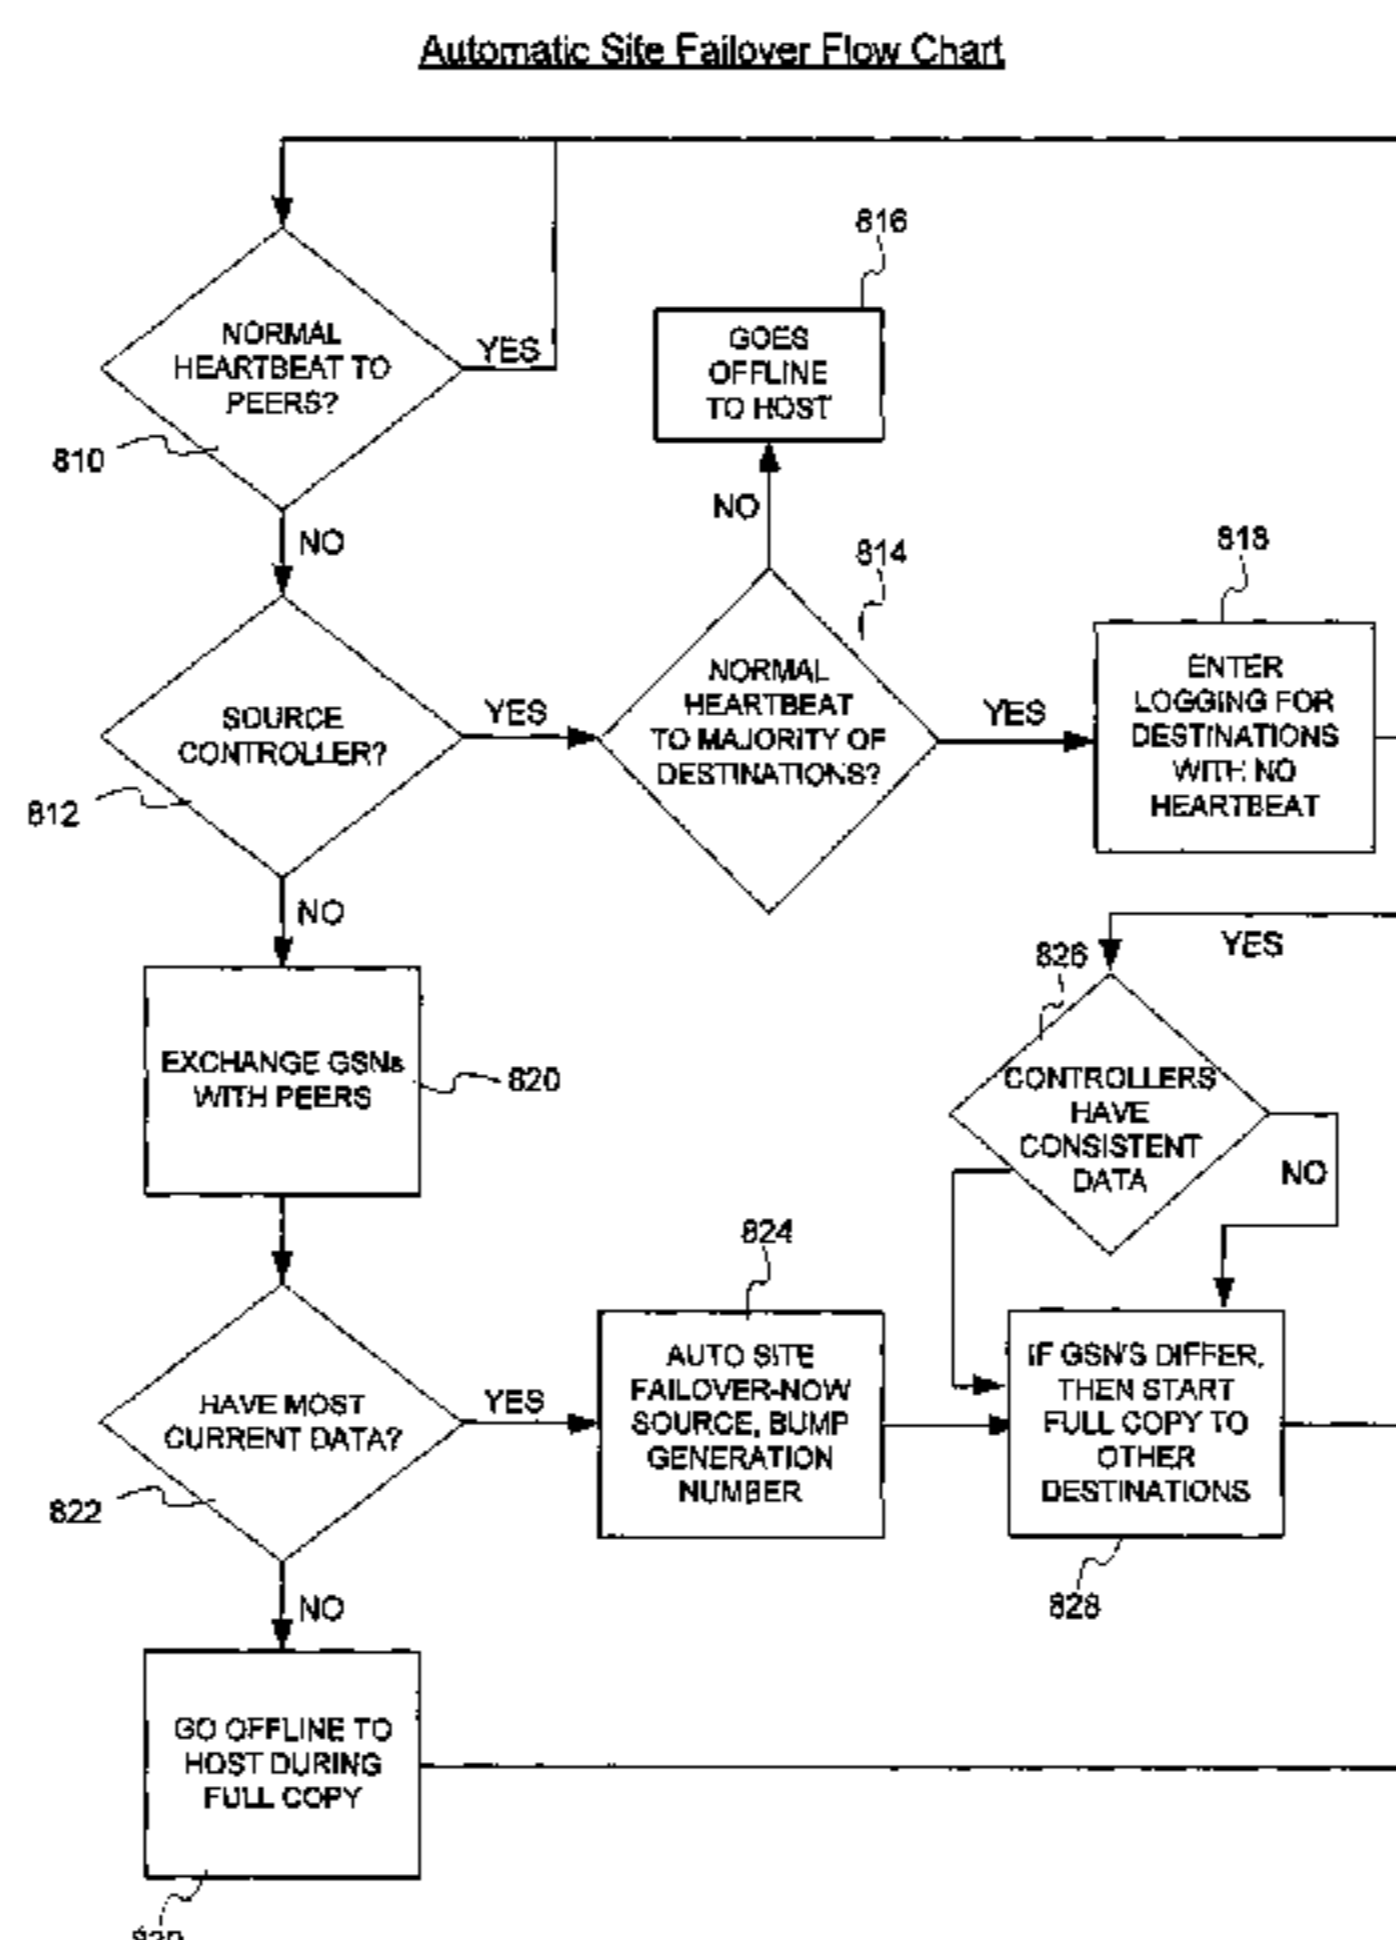 Automatic Site Failover Flow Chart
816
NORMAL
HEARTBEAT TO
PEERS?
YES
810
NO
GOES
OFFLINE
TO HOST
NO
814
818
SOURCE
CONTROLLER?
YES
812
NO
NORMAL
HEARTBEAT
TO MAJORITY OF
DESTINATIONS?
YES
ENTER
LOGGING FOR
DESTINATIONS
WITH NO
HEARTBEAT
YES
826
EXCHANGE GSNs
WITH PEERS
820
CONTROLLERS
HAVE
CONSISTENT
DATA
NO
824
HAVE MOST
CURRENT DATA?
YES
822
NO
AUTO SITE
FAILOVER-NOW
SOURCE, BUMP
GENERATION
NUMBER
IF GSN'S DIFFER,
THEN START
FULL COPY TO
OTHER
DESTINATIONS
828
GO OFFLINE TO
HOST DURING
FULL COPY